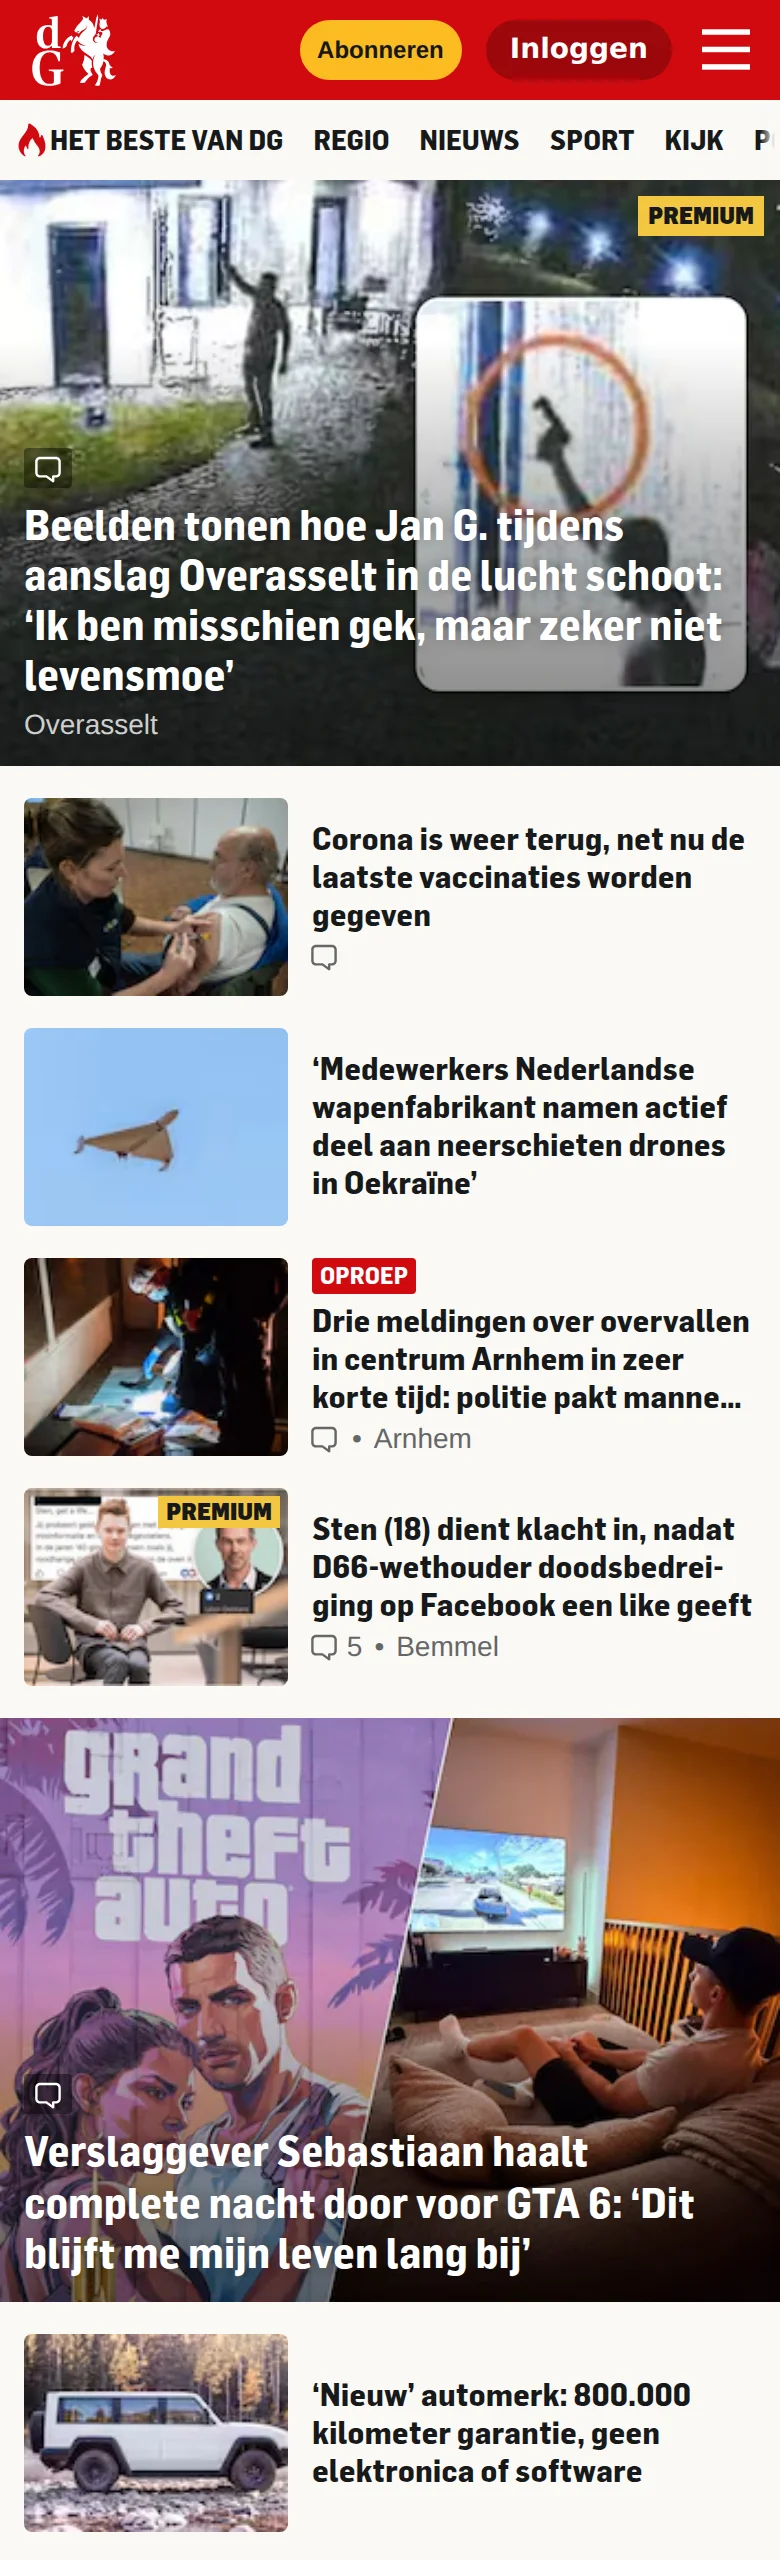 dG
Abonneren
Inloggen
HET BESTE VAN DG
REGIO
NIEUWS
SPORT
KIJK
PREMIUM
Beelden tonen hoe Jan G. tijdens
aanslag Overasselt in de lucht schoot:
‘Ik ben misschien gek, maar zeker niet
levensmoe’
Overasselt
Corona is weer terug, net nu de
laatste vaccinaties worden
gegeven
‘Medewerkers Nederlandse
wapenfabrikant namen actief
deel aan neerschieten drones
in Oekraïne’
OPROEP
Drie meldingen over overvallen
in centrum Arnhem in zeer
korte tijd: politie pakt manne...
• Arnhem
PREMIUM
Sten (18) dient klacht in, nadat
D66-wethouder doodsbedrei-
ging op Facebook een like geeft
5 • Bemmel
grand
theft
auto
Verslaggever Sebastiaan haalt
complete nacht door voor GTA 6: ‘Dit
blijft me mijn leven lang bij’
‘Nieuw’ automerk: 800.000
kilometer garantie, geen
elektronica of software